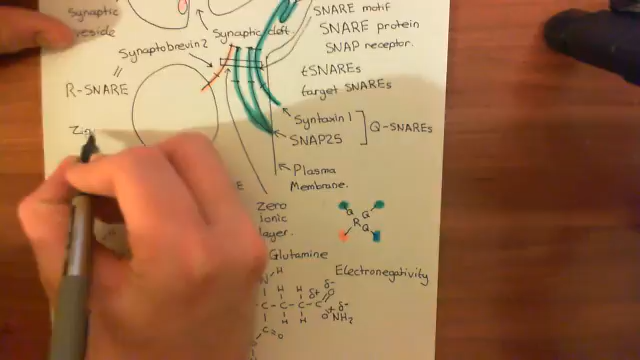 Synaptic
Synaptic cleft.
SNARE motif
SNARE protein
SNAP receptor.
Synaptobrevin 2
R-SNARE
tSNAREs
target SNAREs
Syntaxin 1
SNAP25
Q-SNAREs
Plasma
Membrane.
E
Zero
Ionic
layer.
Q Q
R Q
Glutamine
Electronegativity
H
N
H H
δ+ δ-
O
C-C-C-C
H H
δ+ δ-
NH2
C=O